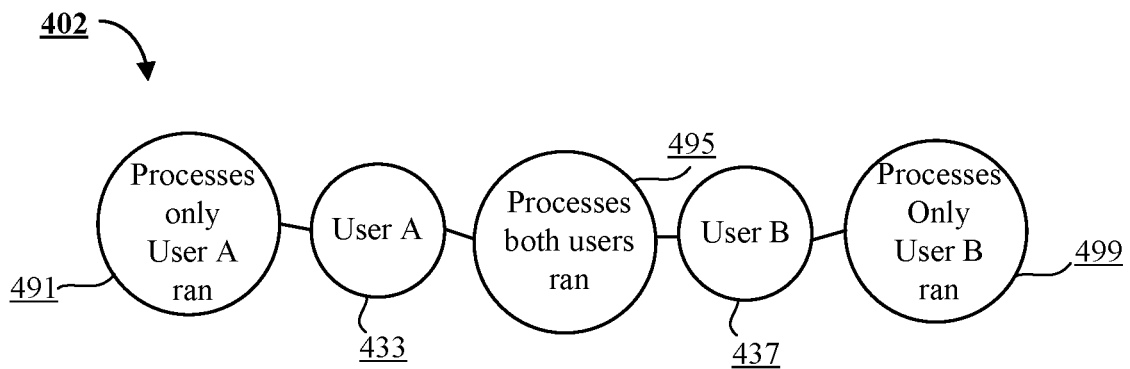 402
Processes
only
User A
ran
491
User A
433
Processes
both users
ran
495
User B
437
Processes
Only
User B
ran
499